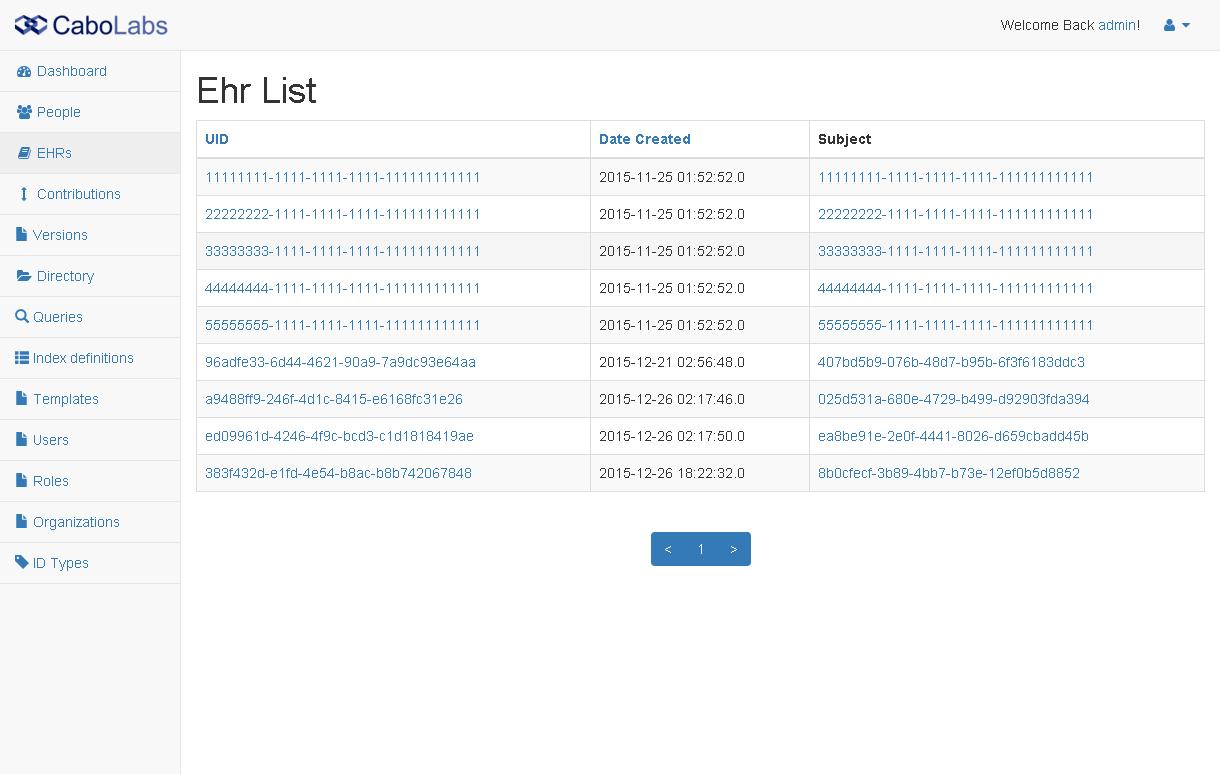 CaboLabs
Welcome Back admin!
Dashboard
People
EHRs
Contributions
Versions
Directory
Queries
Index definitions
Templates
Users
Roles
Organizations
ID Types
Ehr List
UID Date Created Subject
11111111-1111-1111-1111-111111111111 2015-11-25 01:52:52.0 11111111-1111-1111-1111-111111111111
22222222-1111-1111-1111-111111111111 2015-11-25 01:52:52.0 22222222-1111-1111-1111-111111111111
33333333-1111-1111-1111-111111111111 2015-11-25 01:52:52.0 33333333-1111-1111-1111-111111111111
44444444-1111-1111-1111-111111111111 2015-11-25 01:52:52.0 44444444-1111-1111-1111-111111111111
55555555-1111-1111-1111-111111111111 2015-11-25 01:52:52.0 55555555-1111-1111-1111-111111111111
96adfe33-6d44-4621-90a9-7a9dc93e64aa 2015-12-21 02:56:48.0 407bd5b9-076b-48d7-b95b-6f3f6183ddc3
a9488ff9-246f-4d1c-8415-e6168fc31e26 2015-12-26 02:17:46.0 025d531a-680e-4729-b499-d92903fda394
ed09961d-4246-4f9c-bcd3-c1d1818419ae 2015-12-26 02:17:50.0 ea8be91e-2e0f-4441-8026-d659cbadd45b
383f432d-e1fd-4e54-b8ac-b8b742067848 2015-12-26 18:22:32.0 8b0cfecf-3b89-4bb7-b73e-12ef0b5d8852
< 1 >